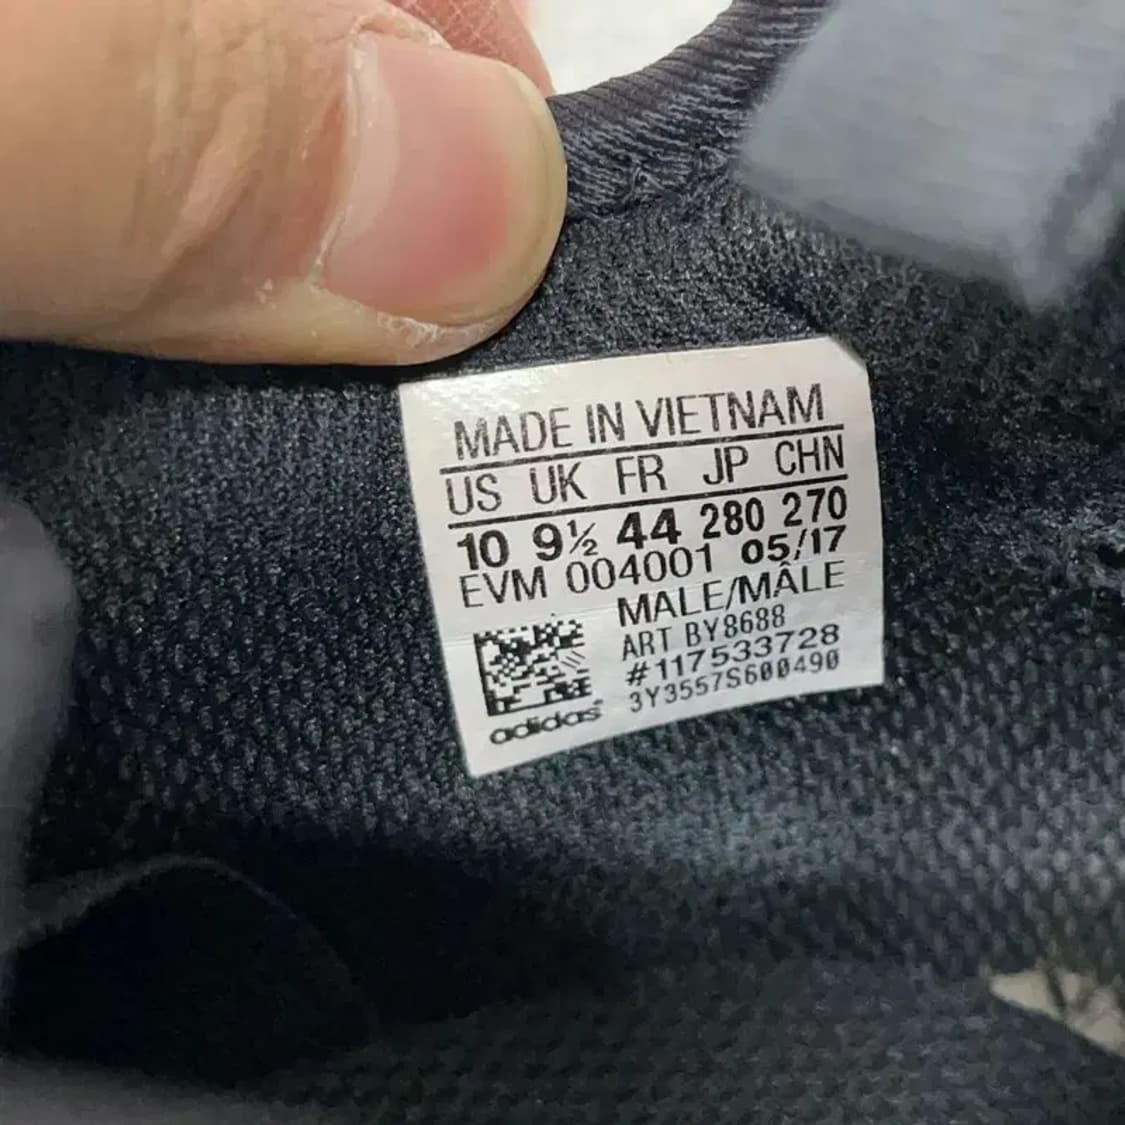 MADE IN VIETNAM
US UK FR JP CHN
10 9½ 44 280 270
EVM 004001 05/17
MALE/MÂLE
ART BY8688
#117533728
3Y3557S600490
adidas